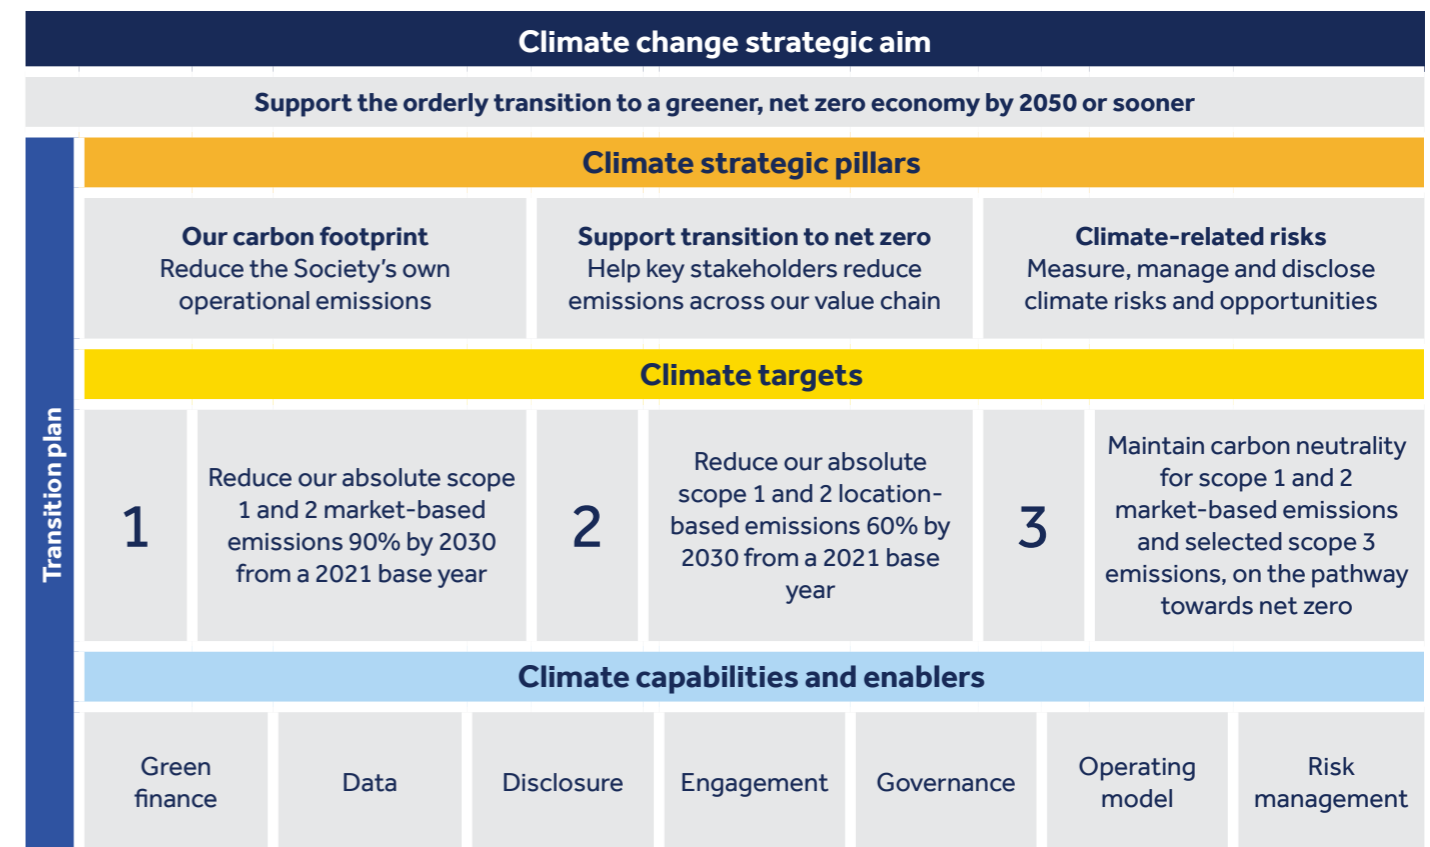 Climate change strategic aim
Support the orderly transition to a greener, net zero economy by 2050 or sooner
Transition plan
Climate strategic pillars
Our carbon footprint
Reduce the Society’s own
operational emissions
Support transition to net zero
Help key stakeholders reduce
emissions across our value chain
Climate-related risks
Measure, manage and disclose
climate risks and opportunities
Climate targets
1
Reduce our absolute scope
1 and 2 market-based
emissions 90% by 2030
from a 2021 base year
2
Reduce our absolute
scope 1 and 2 location-
based emissions 60% by
2030 from a 2021 base
year
3
Maintain carbon neutrality
for scope 1 and 2
market-based emissions
and selected scope 3
emissions, on the pathway
towards net zero
Climate capabilities and enablers
Green
finance
Data
Disclosure
Engagement
Governance
Operating
model
Risk
management